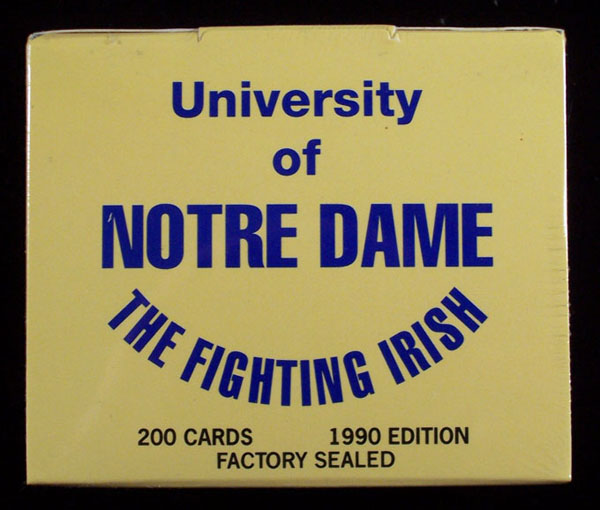 University
of
NOTRE DAME
THE FIGHTING IRISH
200 CARDS 1990 EDITION
FACTORY SEALED